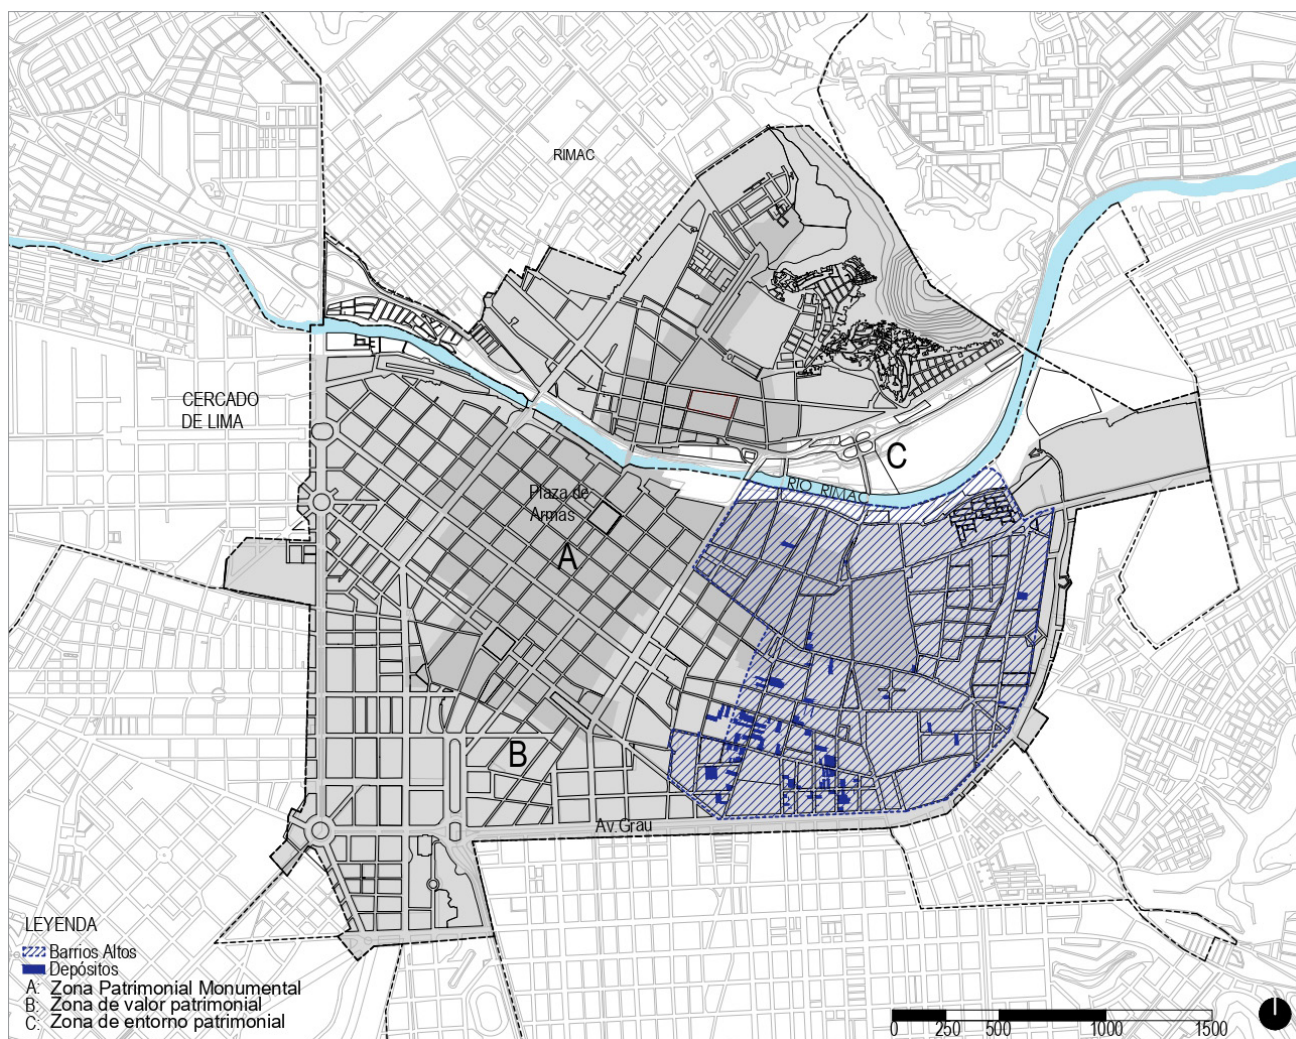 RIMAC
CERCADO
DE LIMA
C
RIO RIMAC
Plaza de
Armas
A
B
Av.Grau
LEYENDA
Barrios Altos
Depósitos
A: Zona Patrimonial Monumental
B: Zona de valor patrimonial
C: Zona de entorno patrimonial
0 250 500 1000 1500